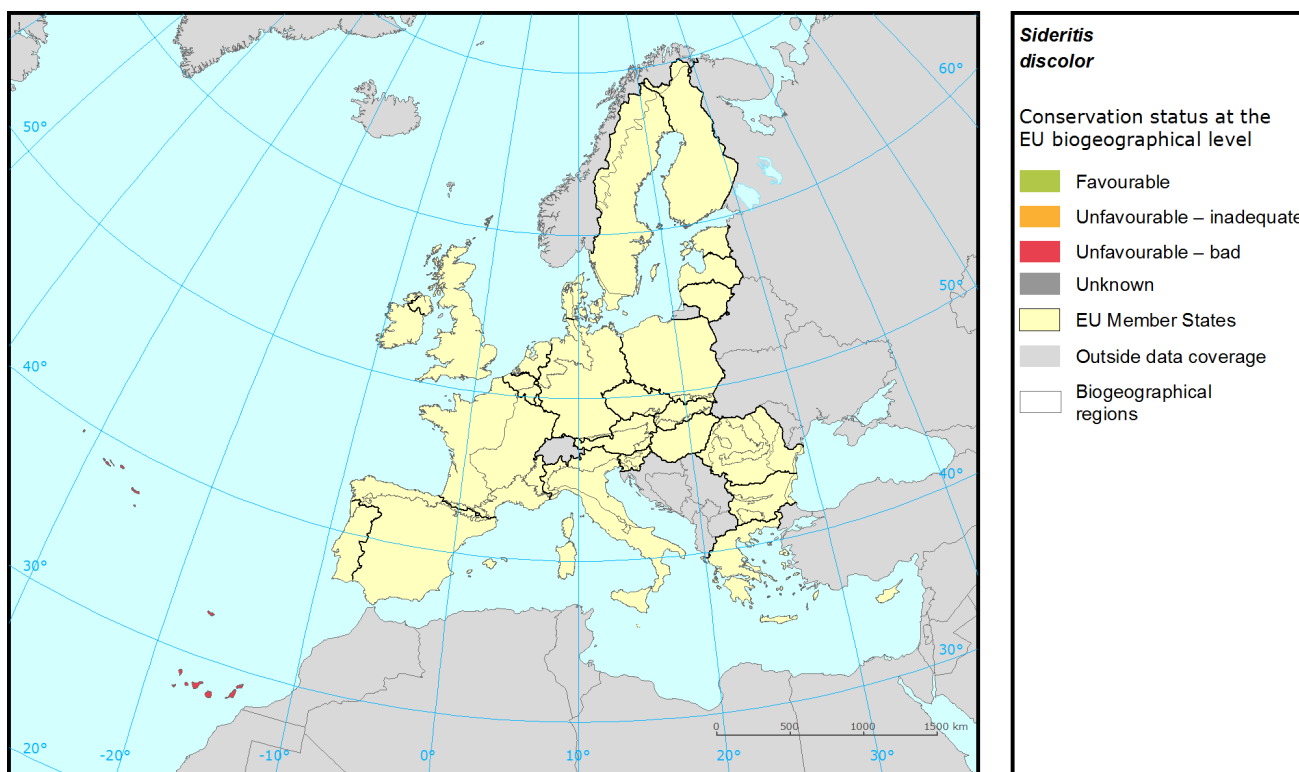 Sideritis
discolor
Conservation status at the
EU biogeographical level
Favourable
Unfavourable – inadequate
Unfavourable – bad
Unknown
EU Member States
Outside data coverage
Biogeographical
regions
60°
50°
50°
40°
40°
30°
30°
20°
-20°
-10°
0°
10°
20°
30°
0
500
1000
1500 km